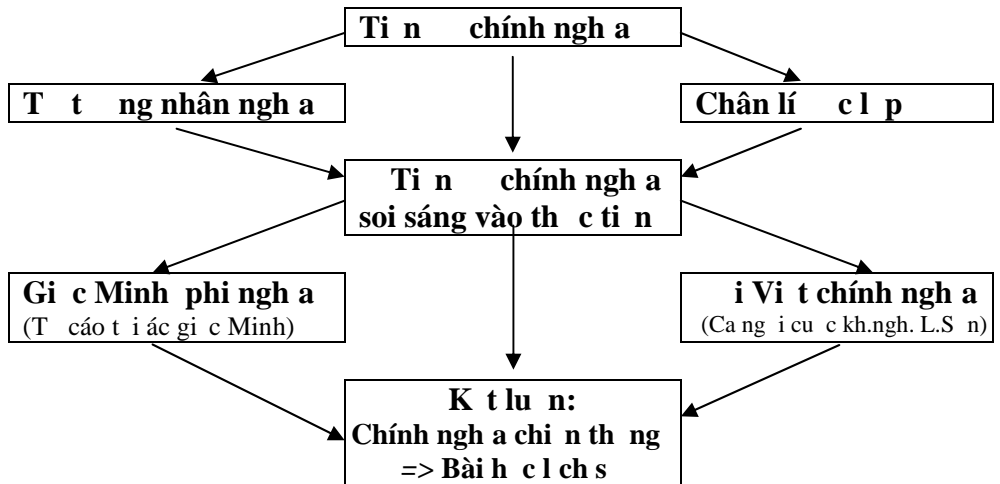 Ti n chính ngh a
T t ng nhân ngh a
Chân lí c l p
Ti n chính ngh a
soi sáng vào th c ti n
Gi c Minh phi ngh a
(T cáo t i ác gi c Minh)
i Vi t chính ngh a
(Ca ng i cu c kh.ngh. L.S n)
K t lu n:
Chính ngh a chi n th ng
=> Bài h c l ch s